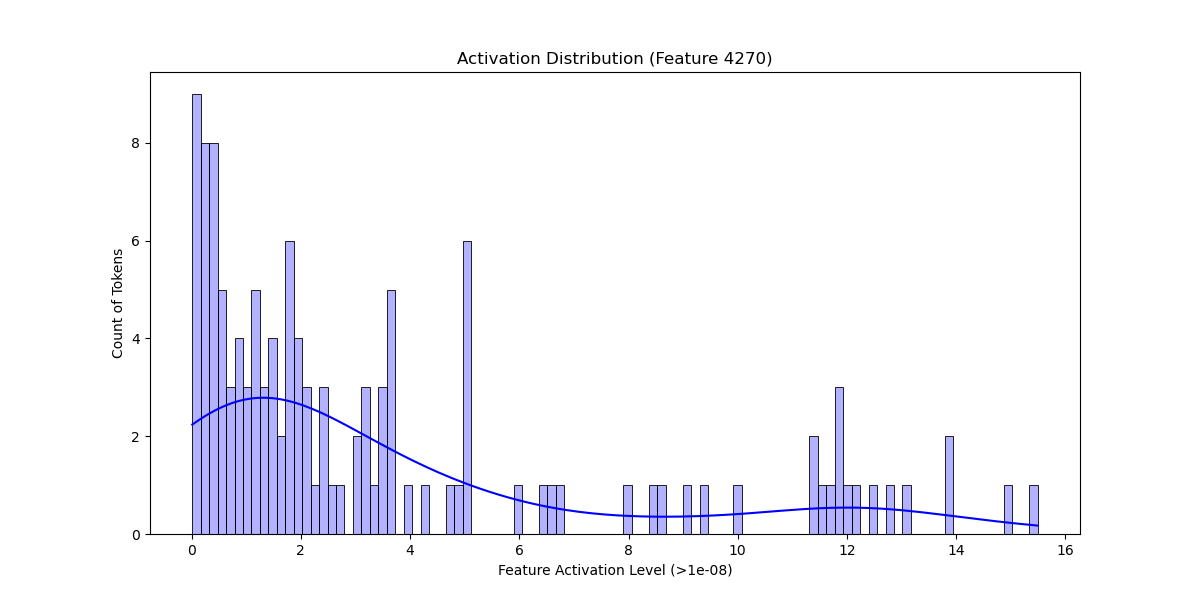 Activation Distribution (Feature 4270)
Count of Tokens
8
6
4
2
0
0 2 4 6 8 10 12 14 16
Feature Activation Level (>1e-08)